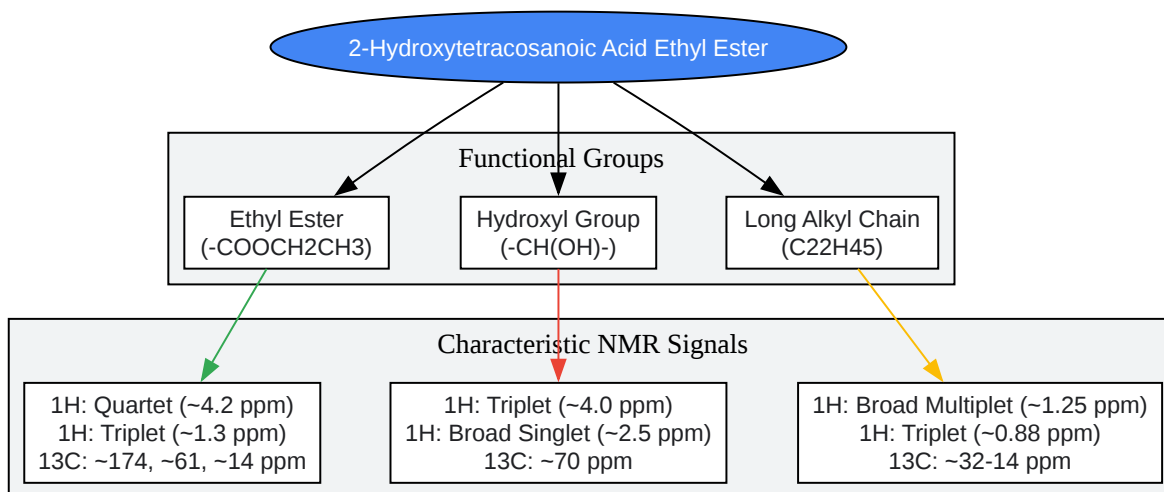 2-Hydroxytetracosanoic Acid Ethyl Ester
Functional Groups
Ethyl Ester
(-COOCH2CH3)
Hydroxyl Group
(-CH(OH)-)
Long Alkyl Chain
(C22H45)
Characteristic NMR Signals
1H: Quartet (~4.2 ppm)
1H: Triplet (~1.3 ppm)
13C: ~174, ~61, ~14 ppm
1H: Triplet (~4.0 ppm)
1H: Broad Singlet (~2.5 ppm)
13C: ~70 ppm
1H: Broad Multiplet (~1.25 ppm)
1H: Triplet (~0.88 ppm)
13C: ~32-14 ppm